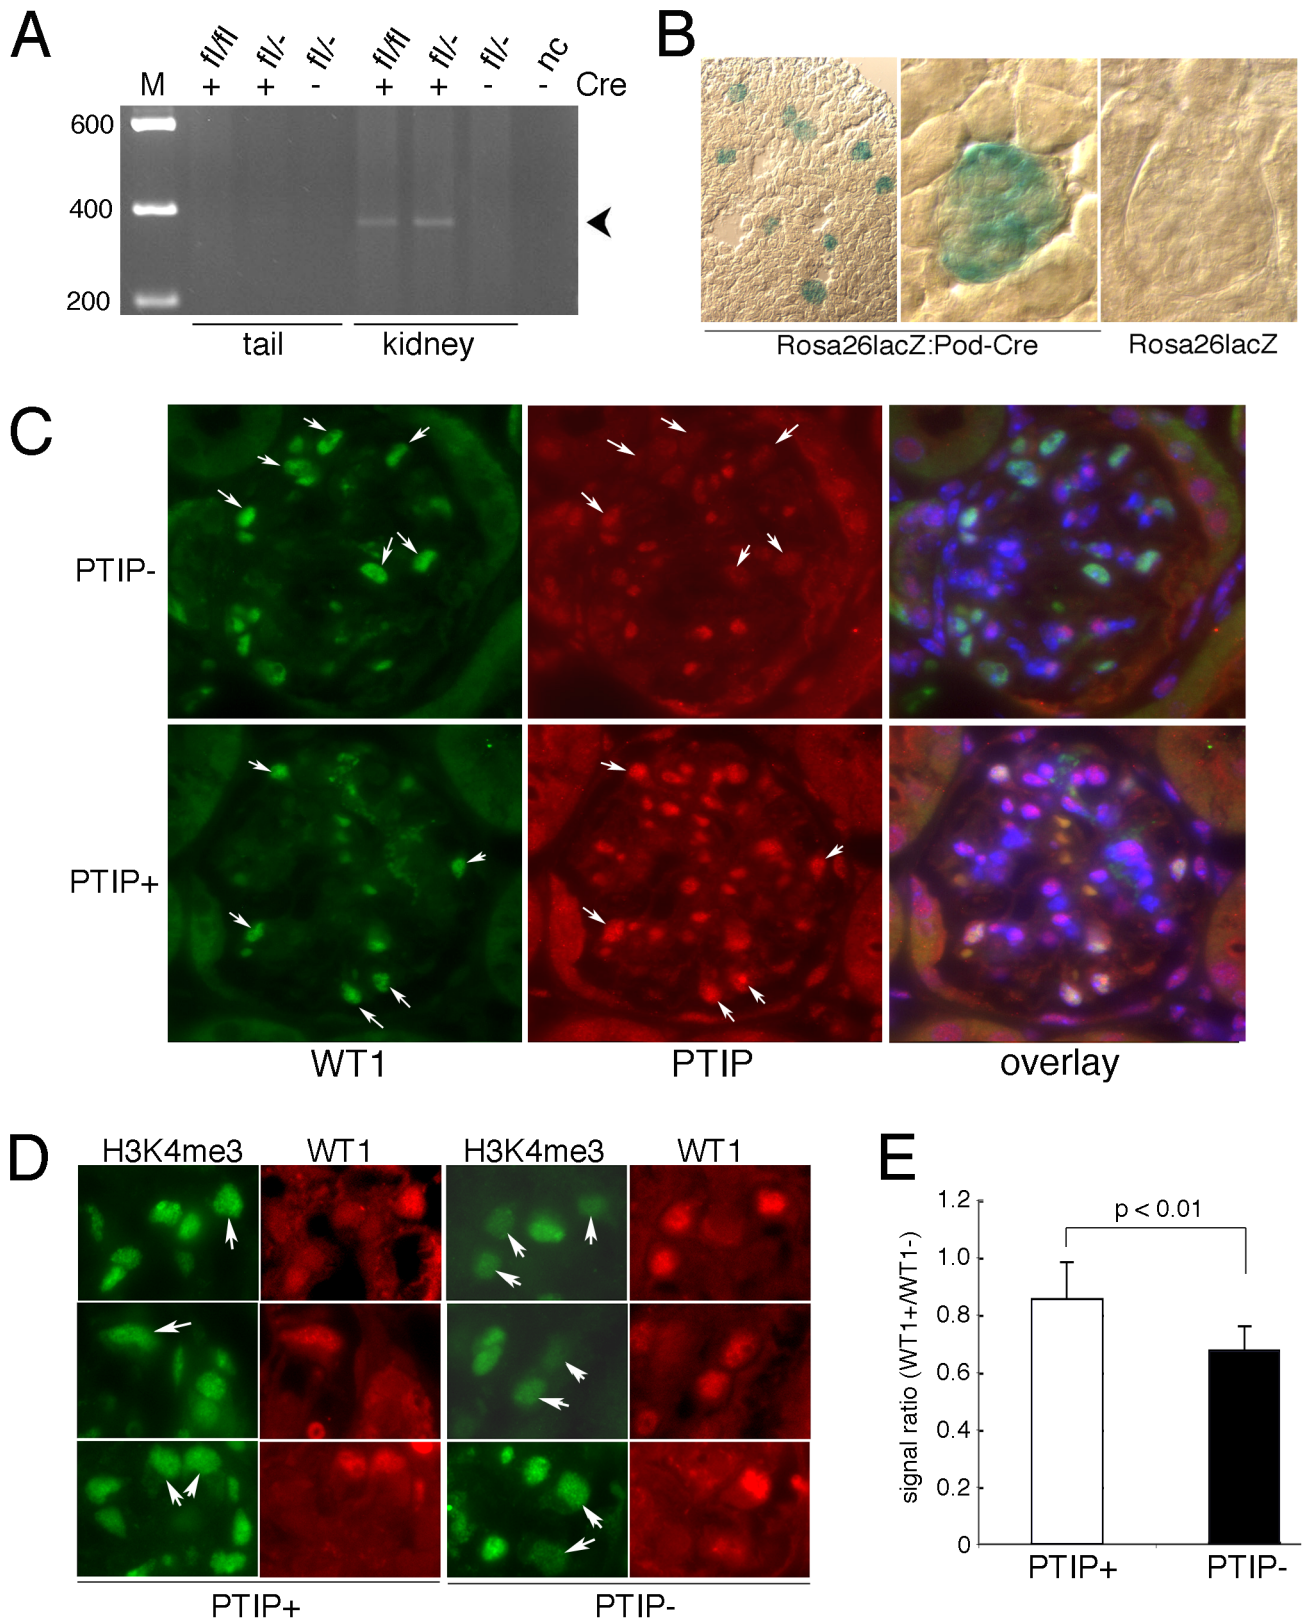 A
fl/fl fl/- fl/- fl/fl fl/- fl/- nc
M + + - + + - - Cre
600
400
200
tail kidney
B
Rosa26lacZ:Pod-Cre Rosa26lacZ
C
PTIP-
PTIP+
WT1 PTIP overlay
D
H3K4me3 WT1 H3K4me3 WT1
PTIP+ PTIP-
E
signal ratio (WT1+/WT1-)
1.2
1.0
0.8
0.6
0.4
0.2
0
p < 0.01
PTIP+ PTIP-